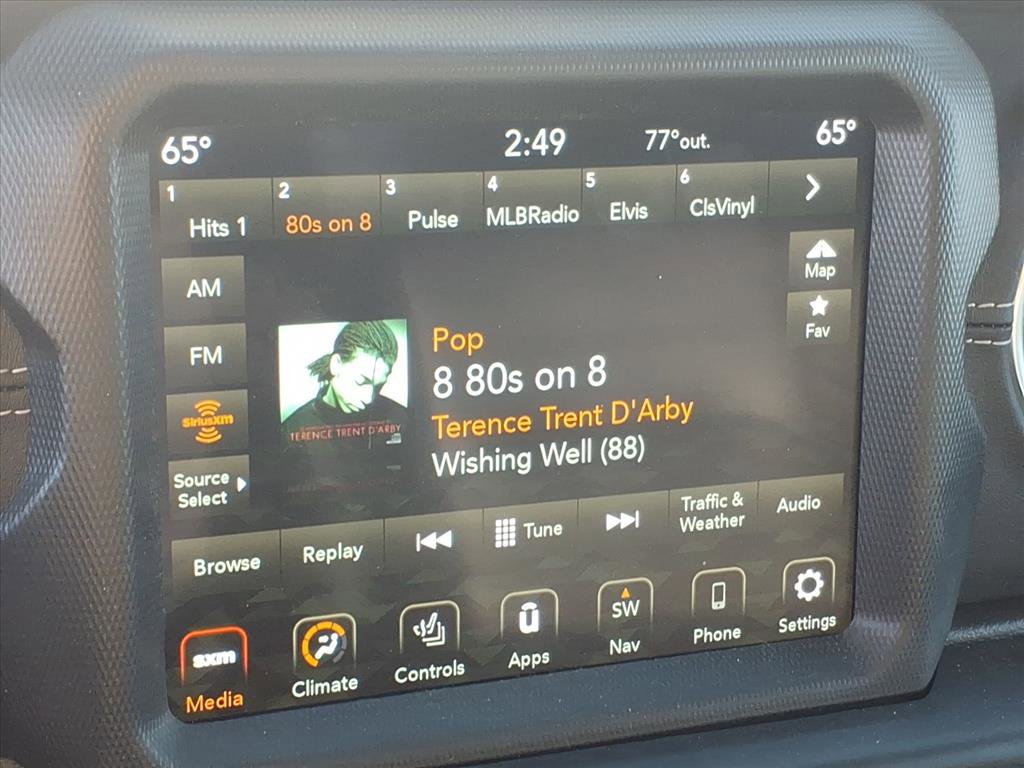 65° 2:49 77°out. 65°
1 2 3 4 5 6
Hits 1 80s on 8 Pulse MLBRadio Elvis ClsVinyl
AM
Map
FM
Fav
SiriusXM
Source
Select
TERENCE TRENT D'ARBY
Pop
8 80s on 8
Terence Trent D'Arby
Wishing Well (88)
Browse Replay Tune
Traffic &
Weather
Audio
sxm
Media
Climate
Controls
Apps
SW
Nav
Phone
Settings